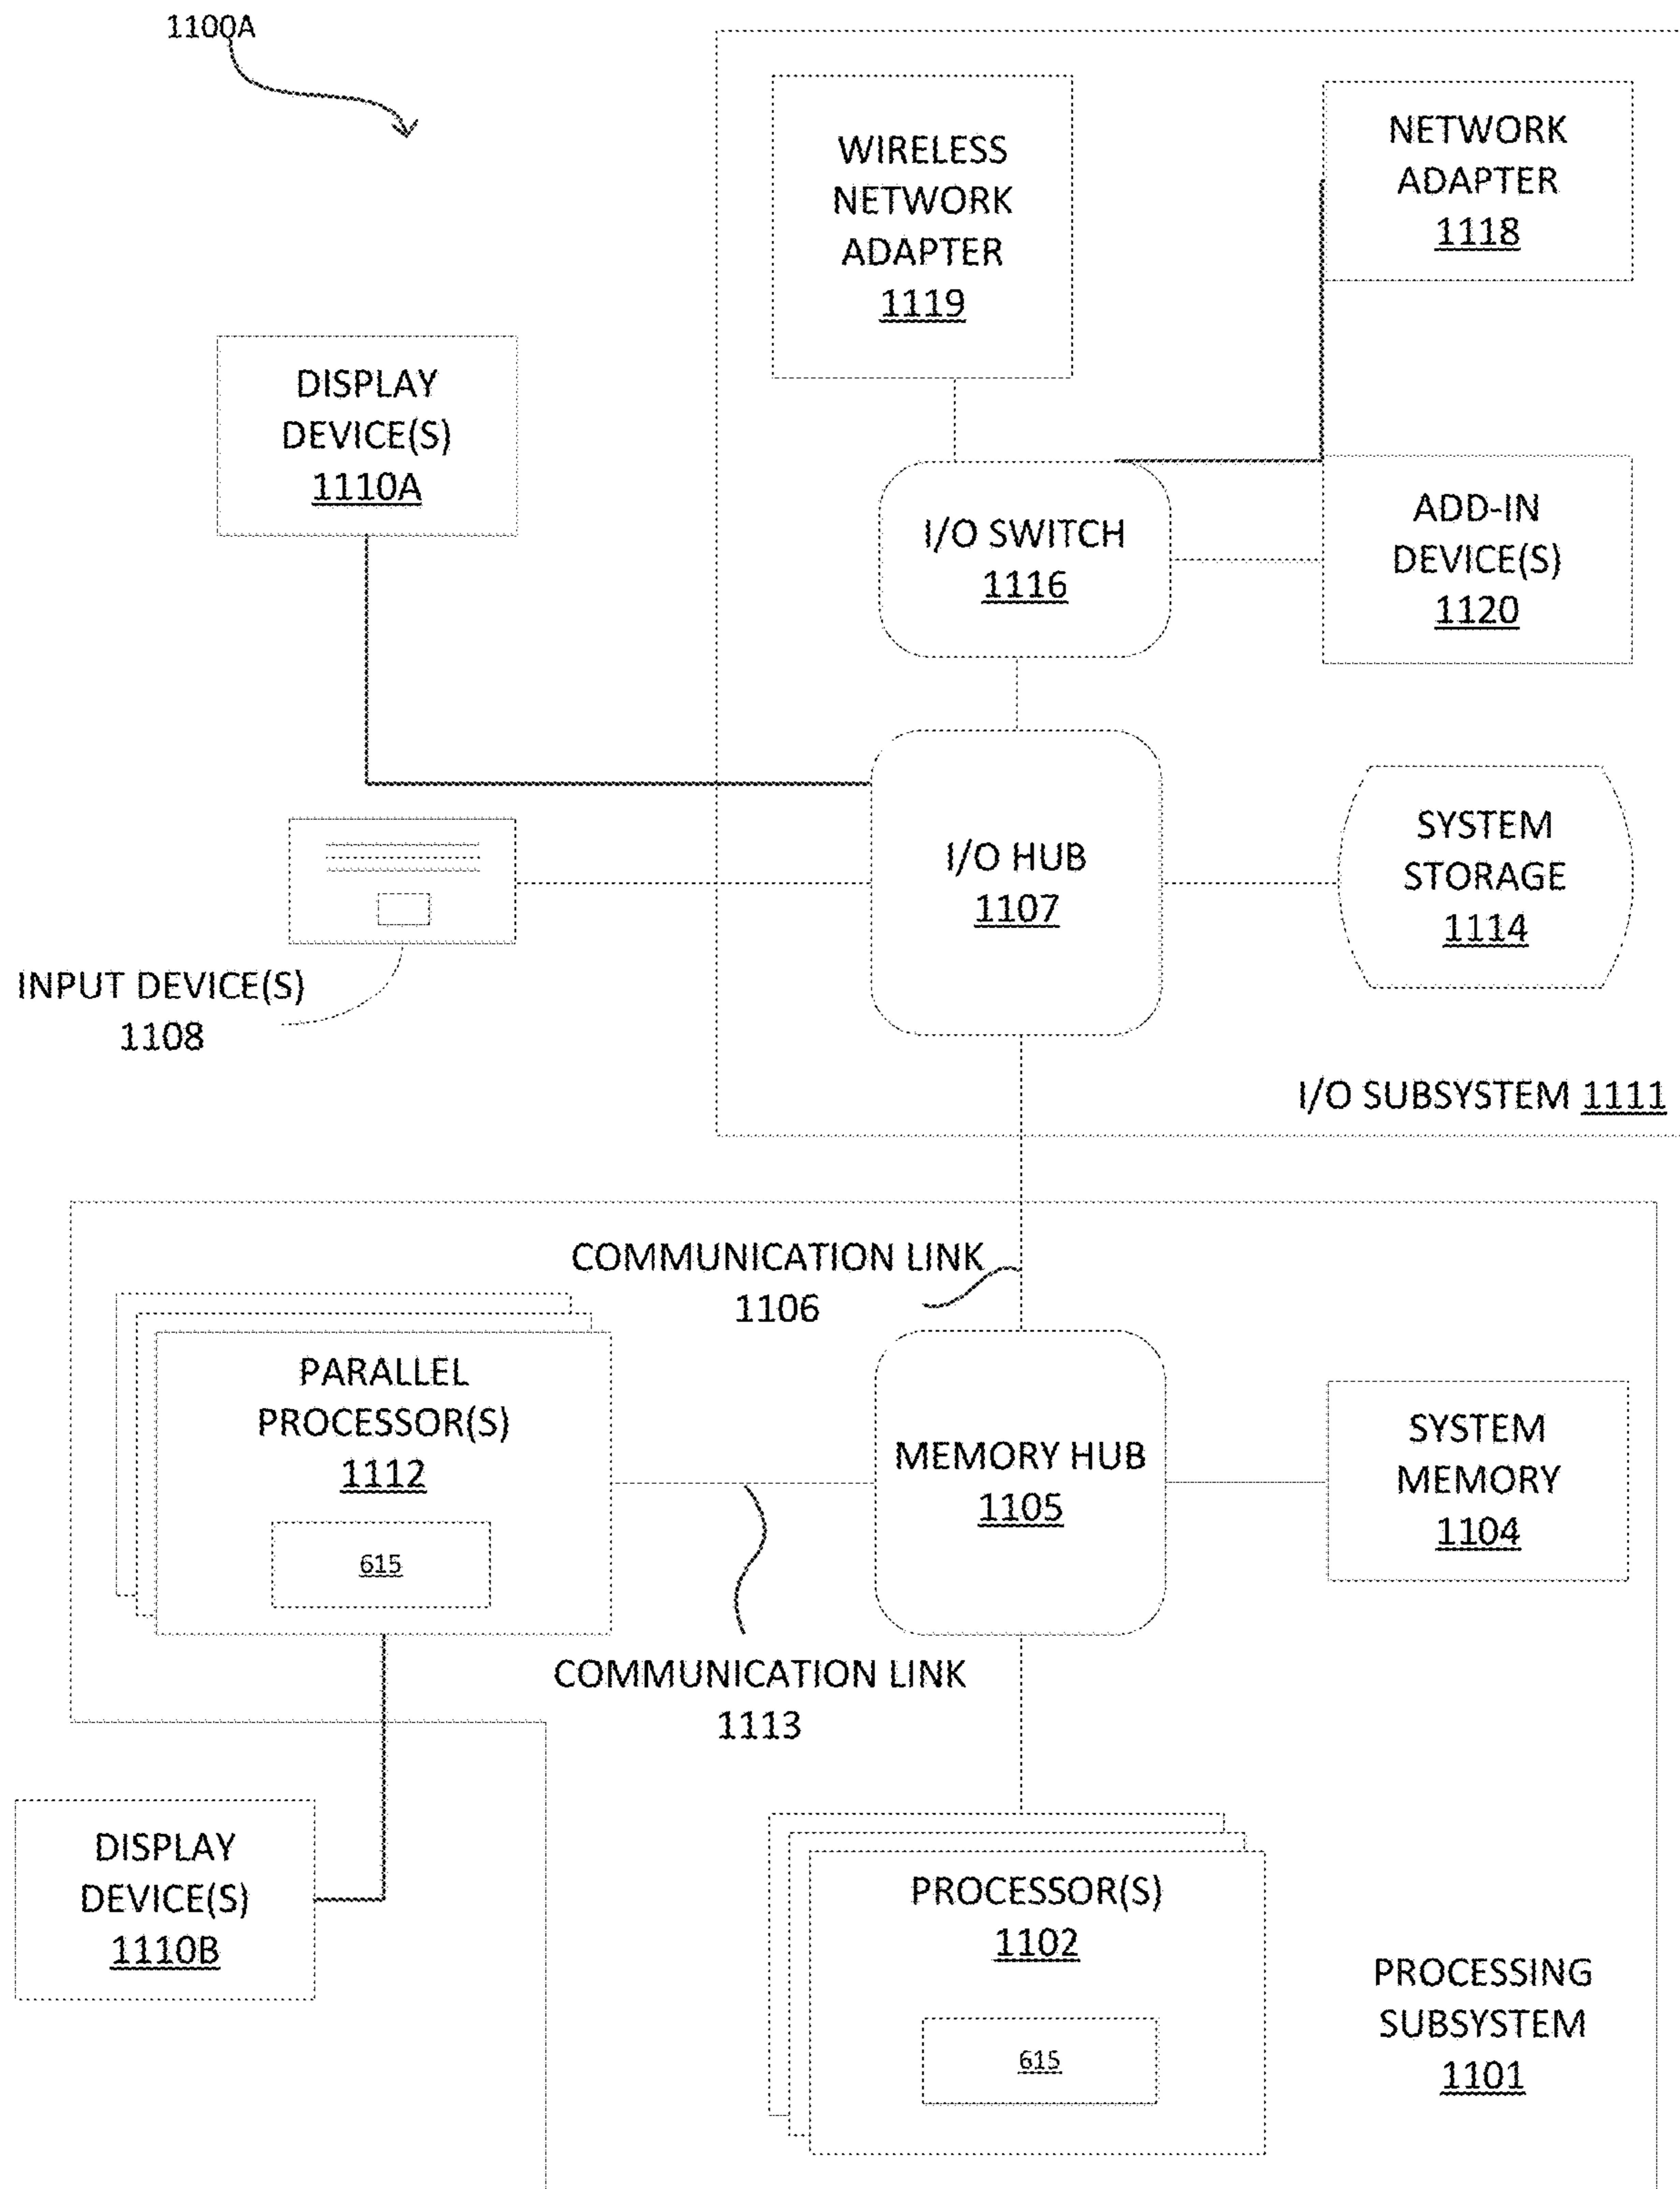 1100A
WIRELESS
NETWORK
ADAPTER
1119
NETWORK
ADAPTER
1118
DISPLAY
DEVICE(S)
1110A
I/O SWITCH
1116
ADD-IN
DEVICE(S)
1120
I/O HUB
1107
SYSTEM
STORAGE
1114
INPUT DEVICE(S)
1108
I/O SUBSYSTEM 1111
COMMUNICATION LINK
1106
PARALLEL
PROCESSOR(S)
1112
615
MEMORY HUB
1105
SYSTEM
MEMORY
1104
COMMUNICATION LINK
1113
DISPLAY
DEVICE(S)
1110B
PROCESSOR(S)
1102
615
PROCESSING
SUBSYSTEM
1101